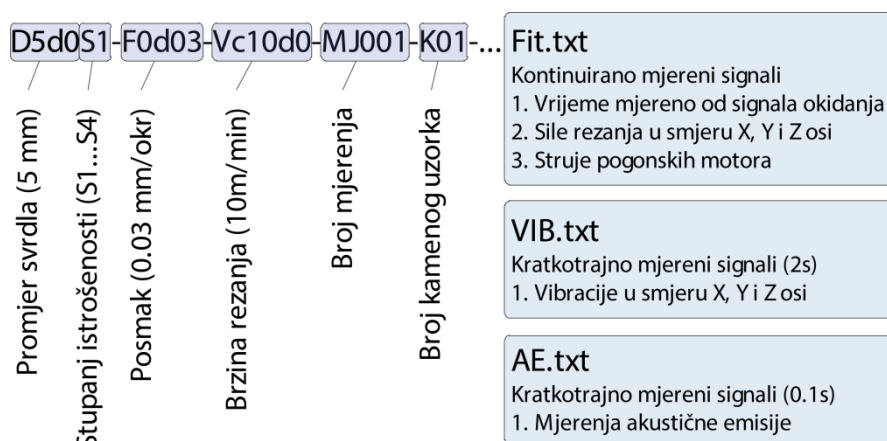 D5d0S1-F0d03-Vc10d0-MJ001-K01-...
Promjer svrdla (5 mm)
Stupanj istrošenosti (S1...S4)
Posmak (0.03 mm/okr)
Brzina rezanja (10m/min)
Broj mjerenja
Broj kamenog uzorka
Fit.txt
Kontinuirano mjereni signali
1. Vrijeme mjereno od signala okidanja
2. Sile rezanja u smjeru X, Y i Z osi
3. Struje pogonskih motora
VIB.txt
Kratkotrajno mjereni signali (2s)
1. Vibracije u smjeru X, Y i Z osi
AE.txt
Kratkotrajno mjereni signali (0.1s)
1. Mjerenja akustične emisije